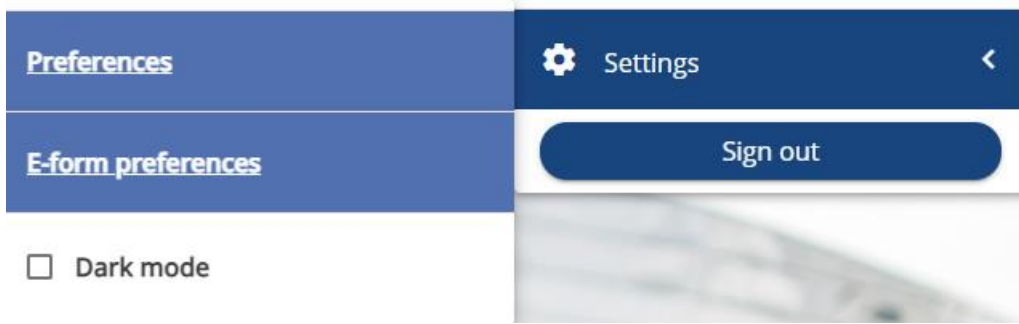 Preferences
E-form preferences
Dark mode
Settings
Sign out